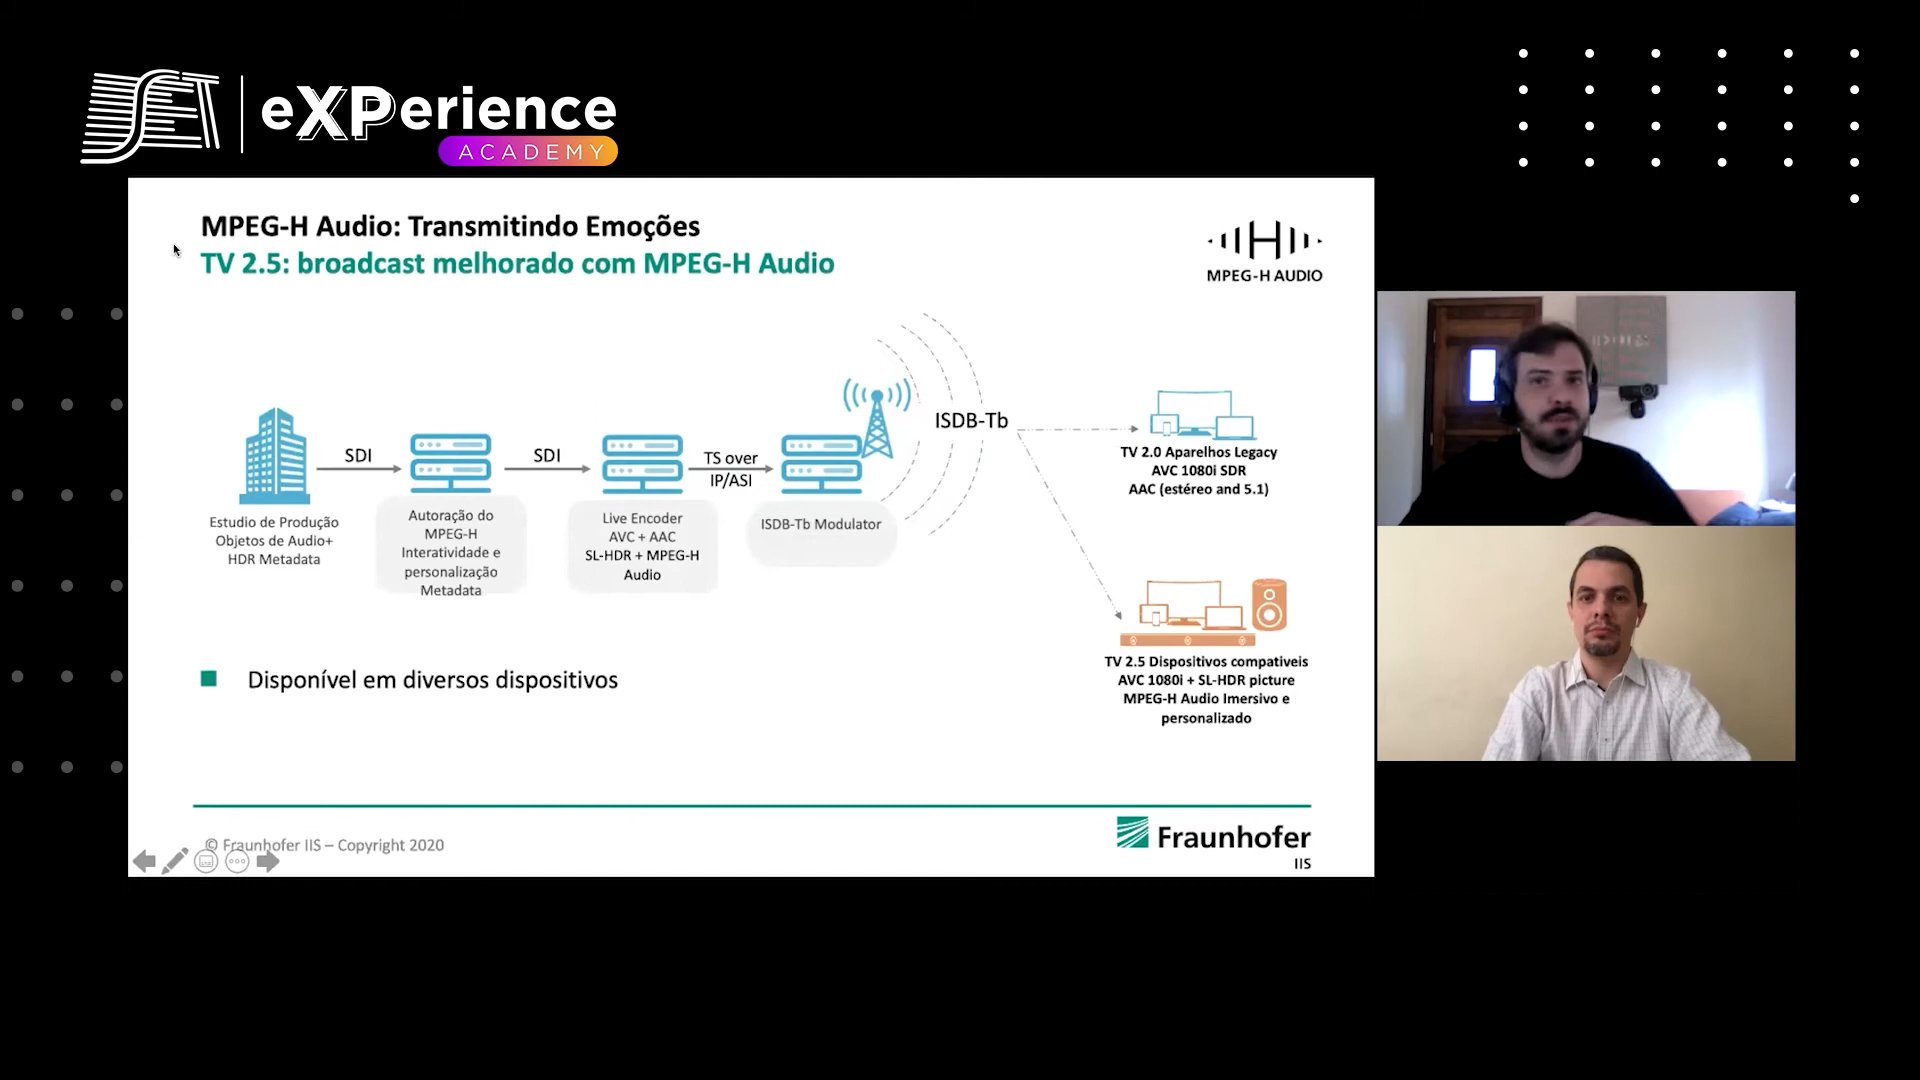 SET
eXPerience
ACADEMY
MPEG-H Audio: Transmitindo Emoções
TV 2.5: broadcast melhorado com MPEG-H Audio
MPEG-H AUDIO
SDI
SDI
TS over
IP/ASI
ISDB-Tb
Estudio de Produção
Objetos de Audio+
HDR Metadata
Autoração do
MPEG-H
Interatividade e
personalização
Metadata
Live Encoder
AVC + AAC
SL-HDR + MPEG-H
Audio
ISDB-Tb Modulator
TV 2.0 Aparelhos Legacy
AVC 1080i SDR
AAC (estéreo and 5.1)
TV 2.5 Dispositivos compativeis
AVC 1080i + SL-HDR picture
MPEG-H Audio Imersivo e
personalizado
Disponível em diversos dispositivos
© Fraunhofer IIS – Copyright 2020
Fraunhofer
IIS